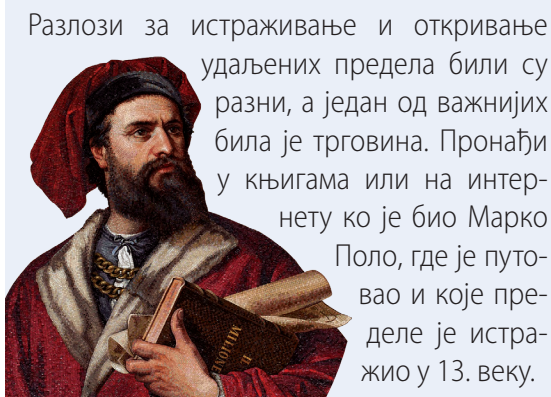 Разлози за истраживање и откривање
удаљених предела били су
разни, а један од важнијих
била је трговина. Пронађи
у књигама или на интер-
нету ко је био Марко
Поло, где је путо-
вао и које пре-
деле је истра-
жио у 13. веку.
IL
MILIONE